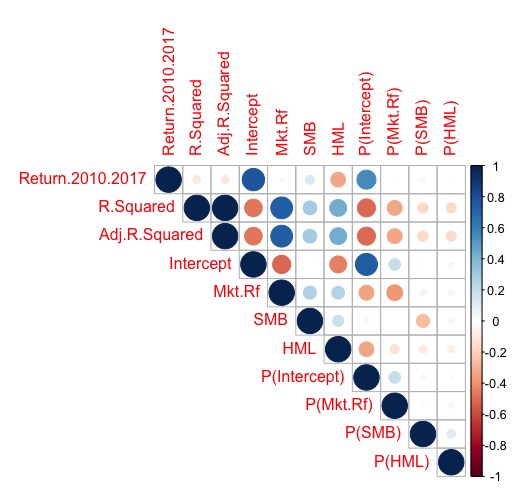 Return.2010.2017
R.Squared
Adj.R.Squared
Intercept
Mkt.Rf
SMB
HML
P(Intercept)
P(Mkt.Rf)
P(SMB)
P(HML)
Return.2010.2017
R.Squared
Adj.R.Squared
Intercept
Mkt.Rf
SMB
HML
P(Intercept)
P(Mkt.Rf)
P(SMB)
P(HML)
1
0.8
0.6
0.4
0.2
0
-0.2
-0.4
-0.6
-0.8
-1